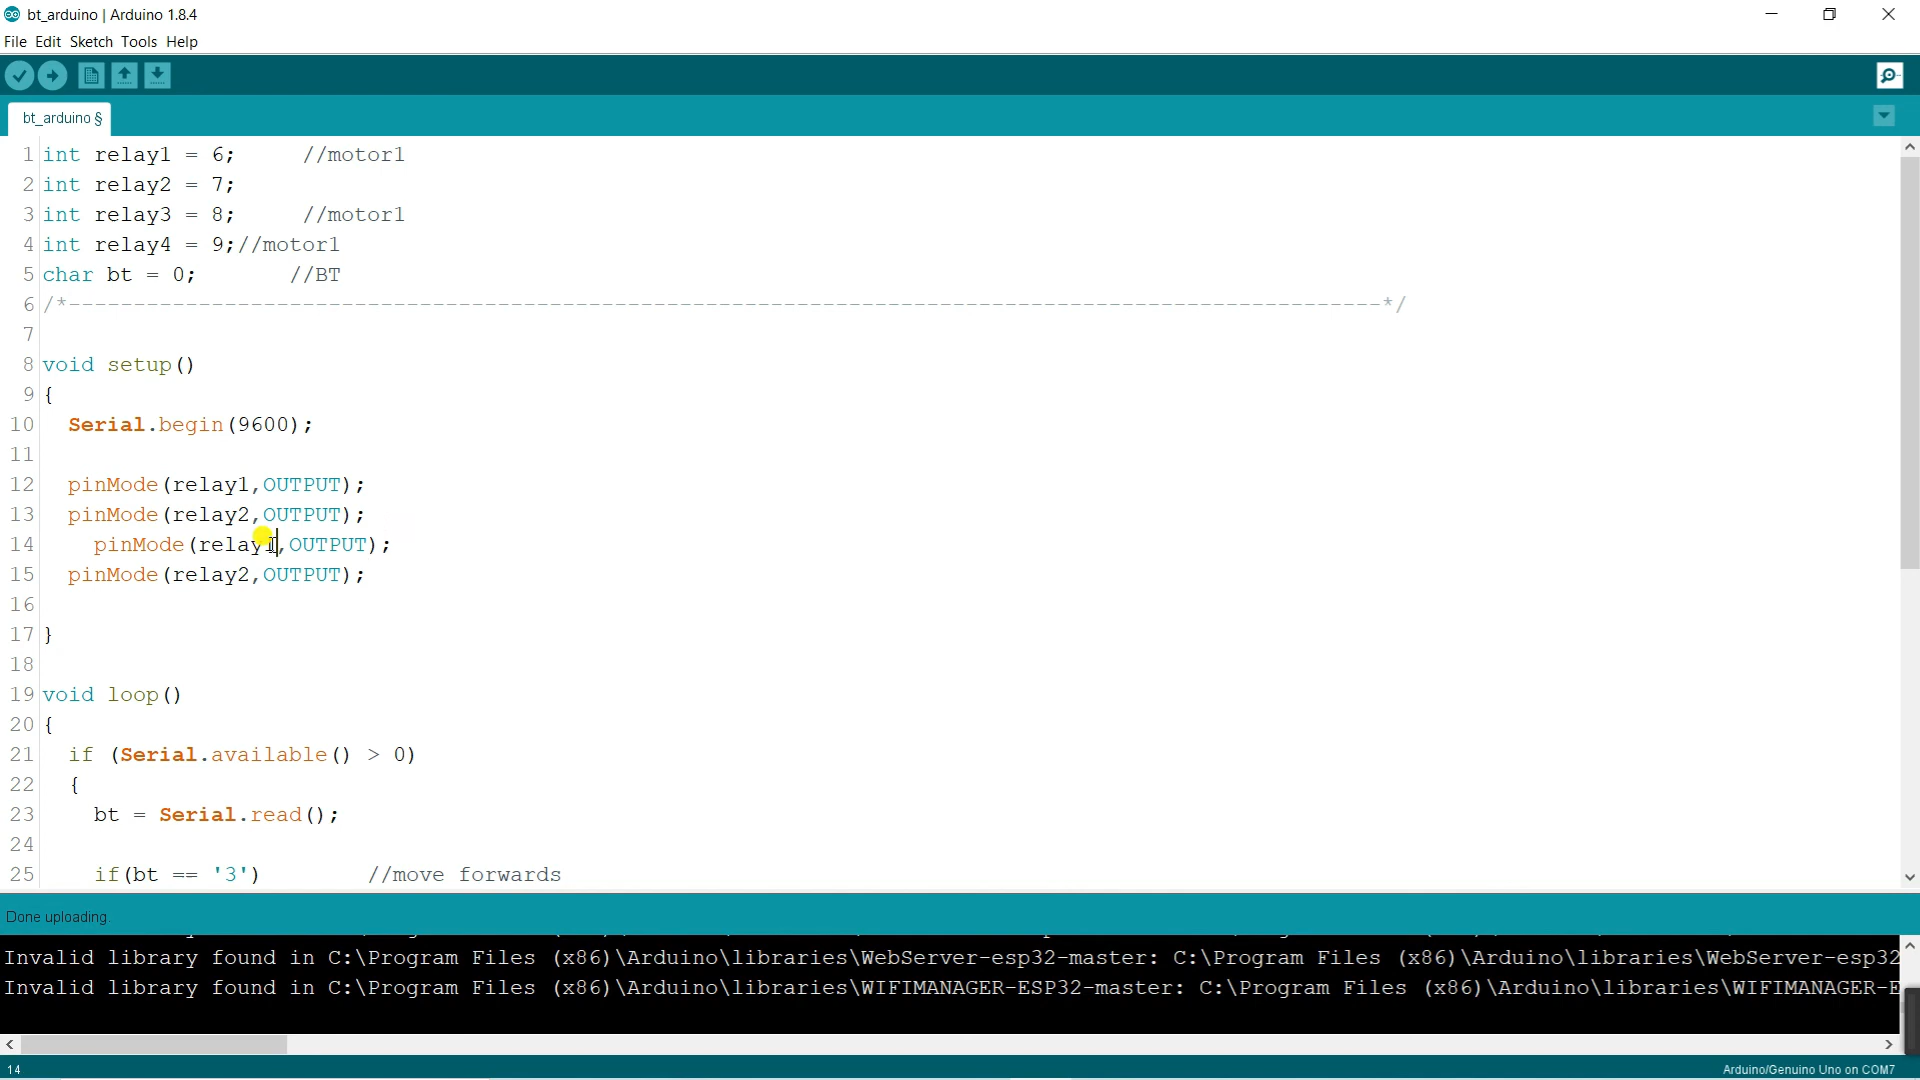 bt_arduino | Arduino 1.8.4
File Edit Sketch Tools Help
bt_arduino §
1 int relay1 = 6;     //motor1
2 int relay2 = 7;
3 int relay3 = 8;     //motor1
4 int relay4 = 9;//motor1
5 char bt = 0;       //BT
6 /*-----------------------------------------------------------------------------------------------------*/
7
8 void setup()
9 {
10   Serial.begin(9600);
11
12   pinMode(relay1,OUTPUT);
13   pinMode(relay2,OUTPUT);
14     pinMode(relay1,OUTPUT);
15   pinMode(relay2,OUTPUT);
16
17 }
18
19 void loop()
20 {
21   if (Serial.available() > 0)
22   {
23     bt = Serial.read();
24
25     if(bt == '3')        //move forwards
Done uploading.
Invalid library found in C:\Program Files (x86)\Arduino\libraries\WebServer-esp32-master: C:\Program Files (x86)\Arduino\libraries\WebServer-esp32
Invalid library found in C:\Program Files (x86)\Arduino\libraries\WIFIMANAGER-ESP32-master: C:\Program Files (x86)\Arduino\libraries\WIFIMANAGER-E
14
Arduino/Genuino Uno on COM7